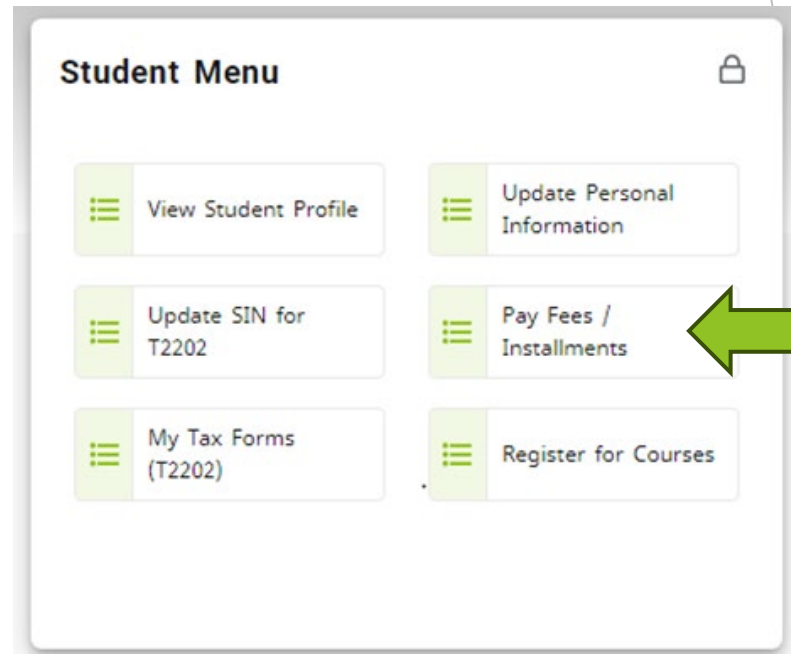 Student Menu
View Student Profile
Update Personal
Information
Update SIN for
T2202
Pay Fees /
Installments
My Tax Forms
(T2202)
Register for Courses